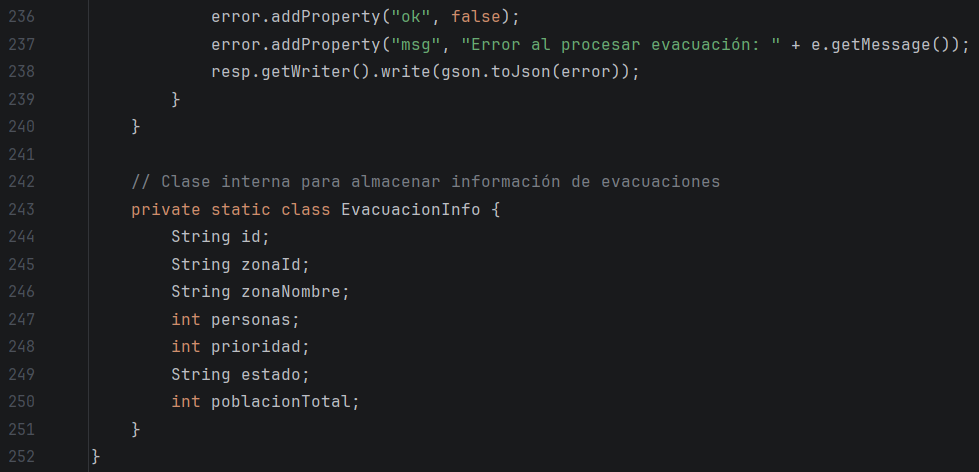 236 error.addProperty("ok", false);
237 error.addProperty("msg", "Error al procesar evacuación: " + e.getMessage());
238 resp.getWriter().write(gson.toJson(error));
239 }
240 }
241
242 // Clase interna para almacenar información de evacuaciones
243 private static class EvacuacionInfo {
244 String id;
245 String zonaId;
246 String zonaNombre;
247 int personas;
248 int prioridad;
249 String estado;
250 int poblacionTotal;
251 }
252 }